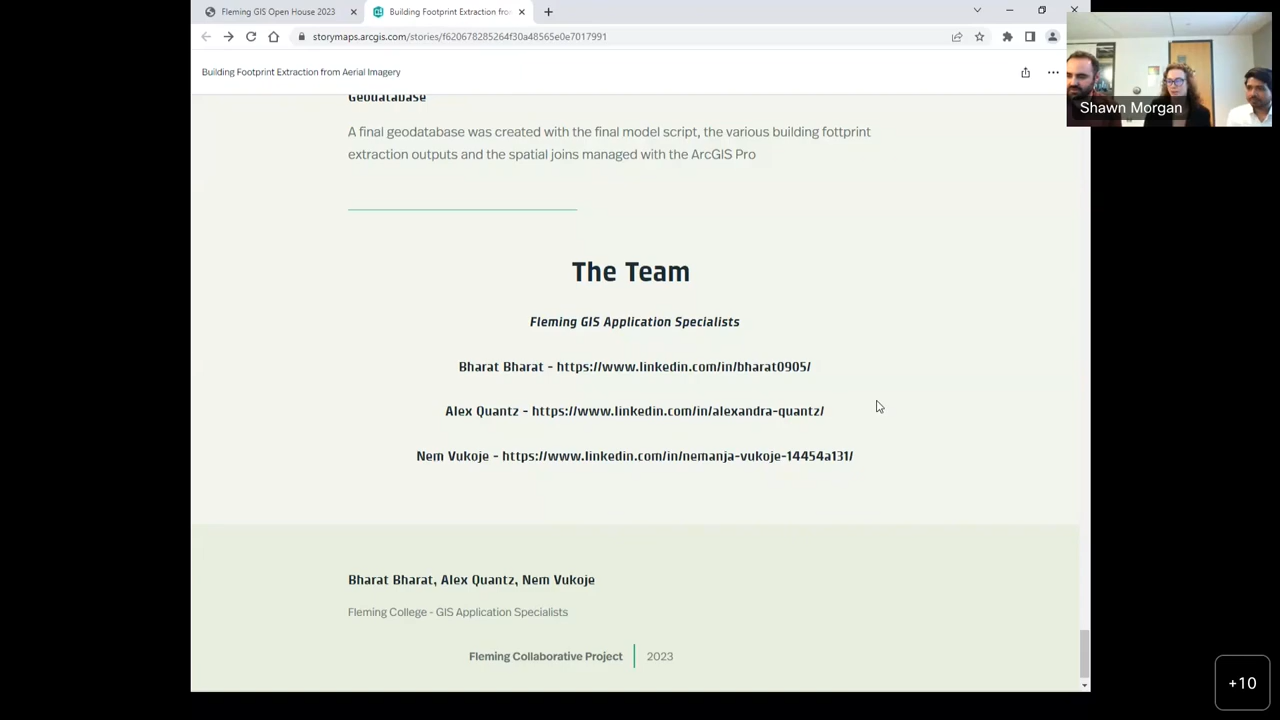 Fleming GIS Open House 2023
Building Footprint Extraction fro
storymaps.arcgis.com/stories/f620678285264f30a48565e0e7017991
Building Footprint Extraction from Aerial Imagery
Shawn Morgan
Geodatabase
A final geodatabase was created with the final model script, the various building fottprint
extraction outputs and the spatial joins managed with the ArcGIS Pro
The Team
Fleming GIS Application Specialists
Bharat Bharat - https://www.linkedin.com/in/bharat0905/
Alex Quantz - https://www.linkedin.com/in/alexandra-quantz/
Nem Vukoje - https://www.linkedin.com/in/nemanja-vukoje-14454a131/
Bharat Bharat, Alex Quantz, Nem Vukoje
Fleming College - GIS Application Specialists
Fleming Collaborative Project
2023
+10